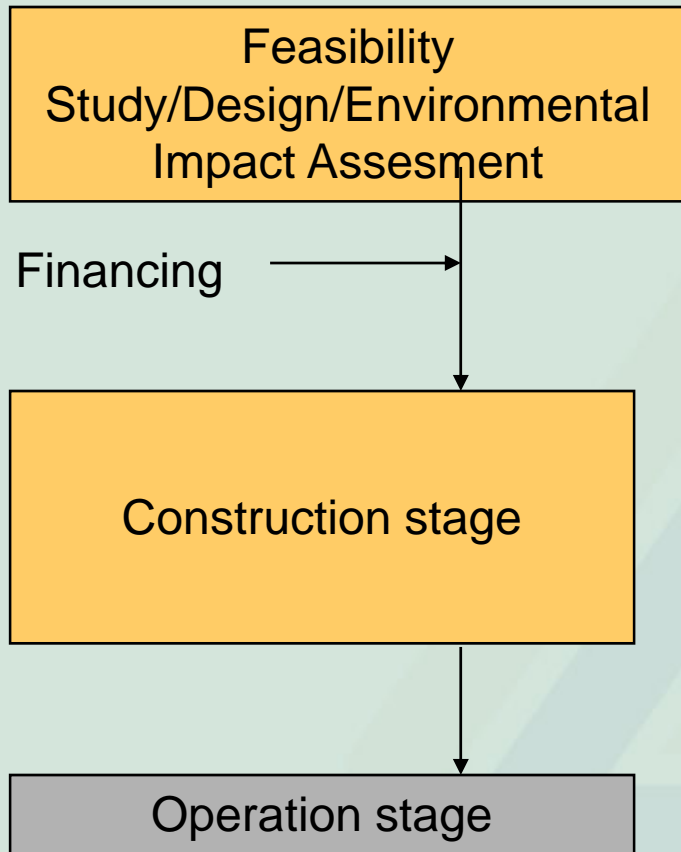 Feasibility
Study/Design/Environmental
Impact Assesment
Financing
Construction stage
Operation stage